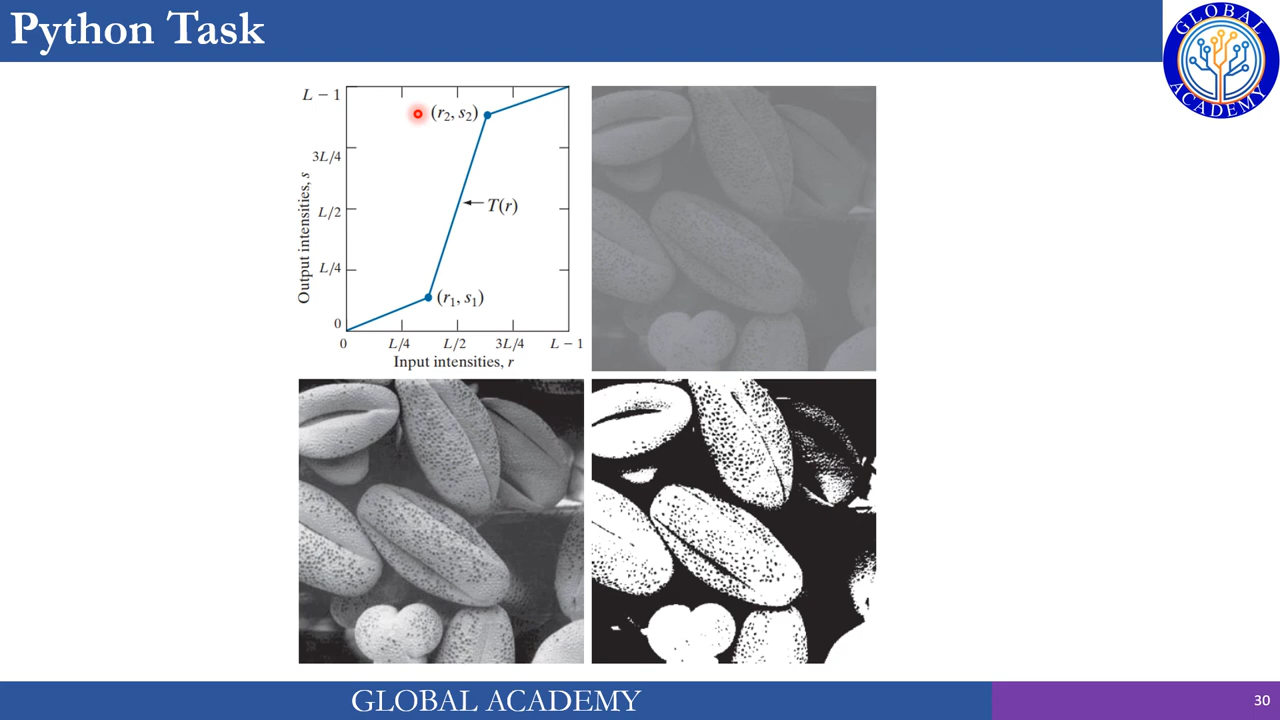 Python Task
GLOBAL
ACADEMY
L − 1
(r₂, s₂)
3L/4
Output intensities, s
L/2
T(r)
L/4
(r₁, s₁)
0
0
L/4
L/2
3L/4
L − 1
Input intensities, r
GLOBAL ACADEMY
30